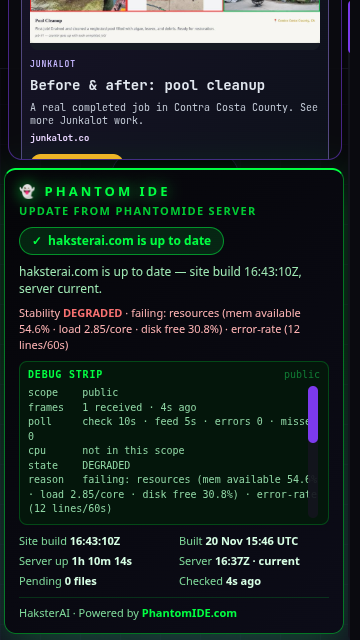 Pool Cleanup
JUNKALOT
Before & after: pool cleanup
A real completed job in Contra Costa County. See
more Junkalot work.
junkalot.co
👻 PHANTOM IDE
UPDATE FROM PHANTOMIDE SERVER
✓ haksterai.com is up to date
haksterai.com is up to date — site build 16:43:10Z,
server current.
Stability DEGRADED · failing: resources (mem available
54.6% · load 2.85/core · disk free 30.8%) · error-rate (12
lines/60s)
DEBUG STRIP public
scope public
frames 1 received · 4s ago
poll check 10s · feed 5s · errors 0 · misse
0
cpu not in this scope
state DEGRADED
reason failing: resources (mem available 54.6%
· load 2.85/core · disk free 30.8%) · error-rate
(12 lines/60s)
Site build 16:43:10Z Built 20 Nov 15:46 UTC
Server up 1h 10m 14s Server 16:37Z · current
Pending 0 files Checked 4s ago
HaksterAI · Powered by PhantomIDE.com